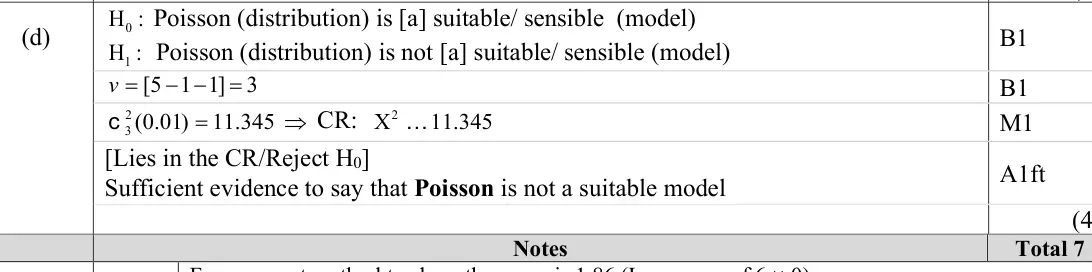 (d)
H₀ : Poisson (distribution) is [a] suitable/ sensible (model)
H₁ : Poisson (distribution) is not [a] suitable/ sensible (model)
B1
v = [5 − 1 − 1] = 3
B1
c ²₃(0.01) = 11.345 ⇒ CR: X² … 11.345
M1
[Lies in the CR/Reject H₀]
Sufficient evidence to say that Poisson is not a suitable model
A1ft
(4
Notes Total 7